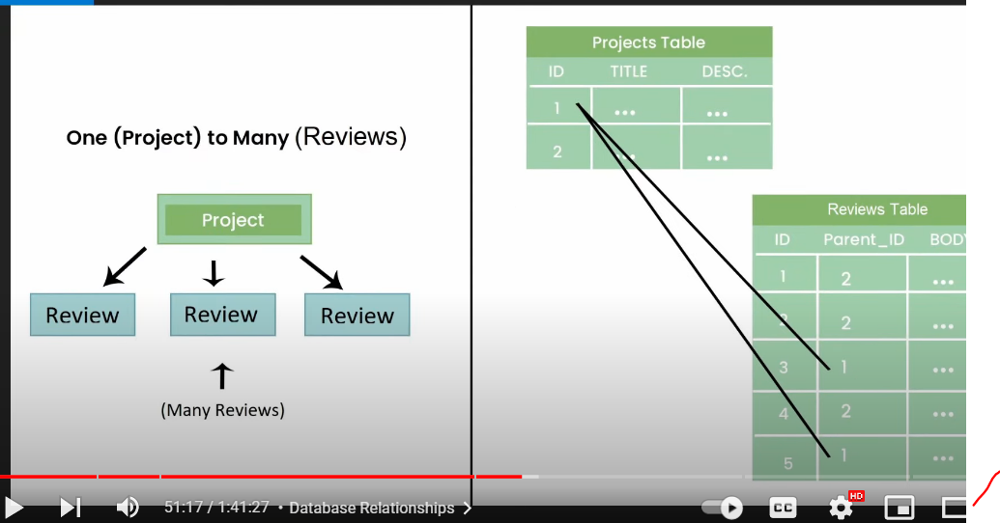 One (Project) to Many (Reviews)
Project
Review Review Review
(Many Reviews)
Projects Table
ID TITLE DESC.
1 ... ...
2 ... ...
Reviews Table
ID Parent_ID BODY
1 2 ...
2 2 ...
3 1 ...
4 2 ...
5 1 ...
51:17 / 1:41:27 • Database Relationships
CC HD